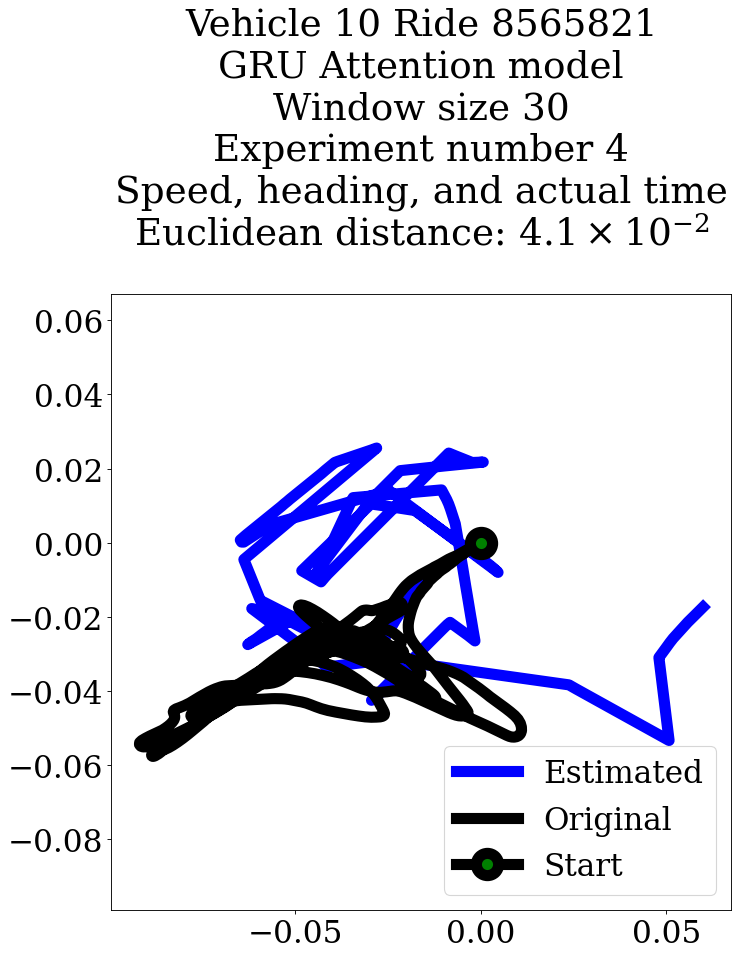 Vehicle 10 Ride 8565821
GRU Attention model
Window size 30
Experiment number 4
Speed, heading, and actual time
Euclidean distance: 4.1 × 10⁻²
0.06
0.04
0.02
0.00
−0.02
−0.04
−0.06
−0.08
Estimated
Original
Start
−0.05 0.00 0.05